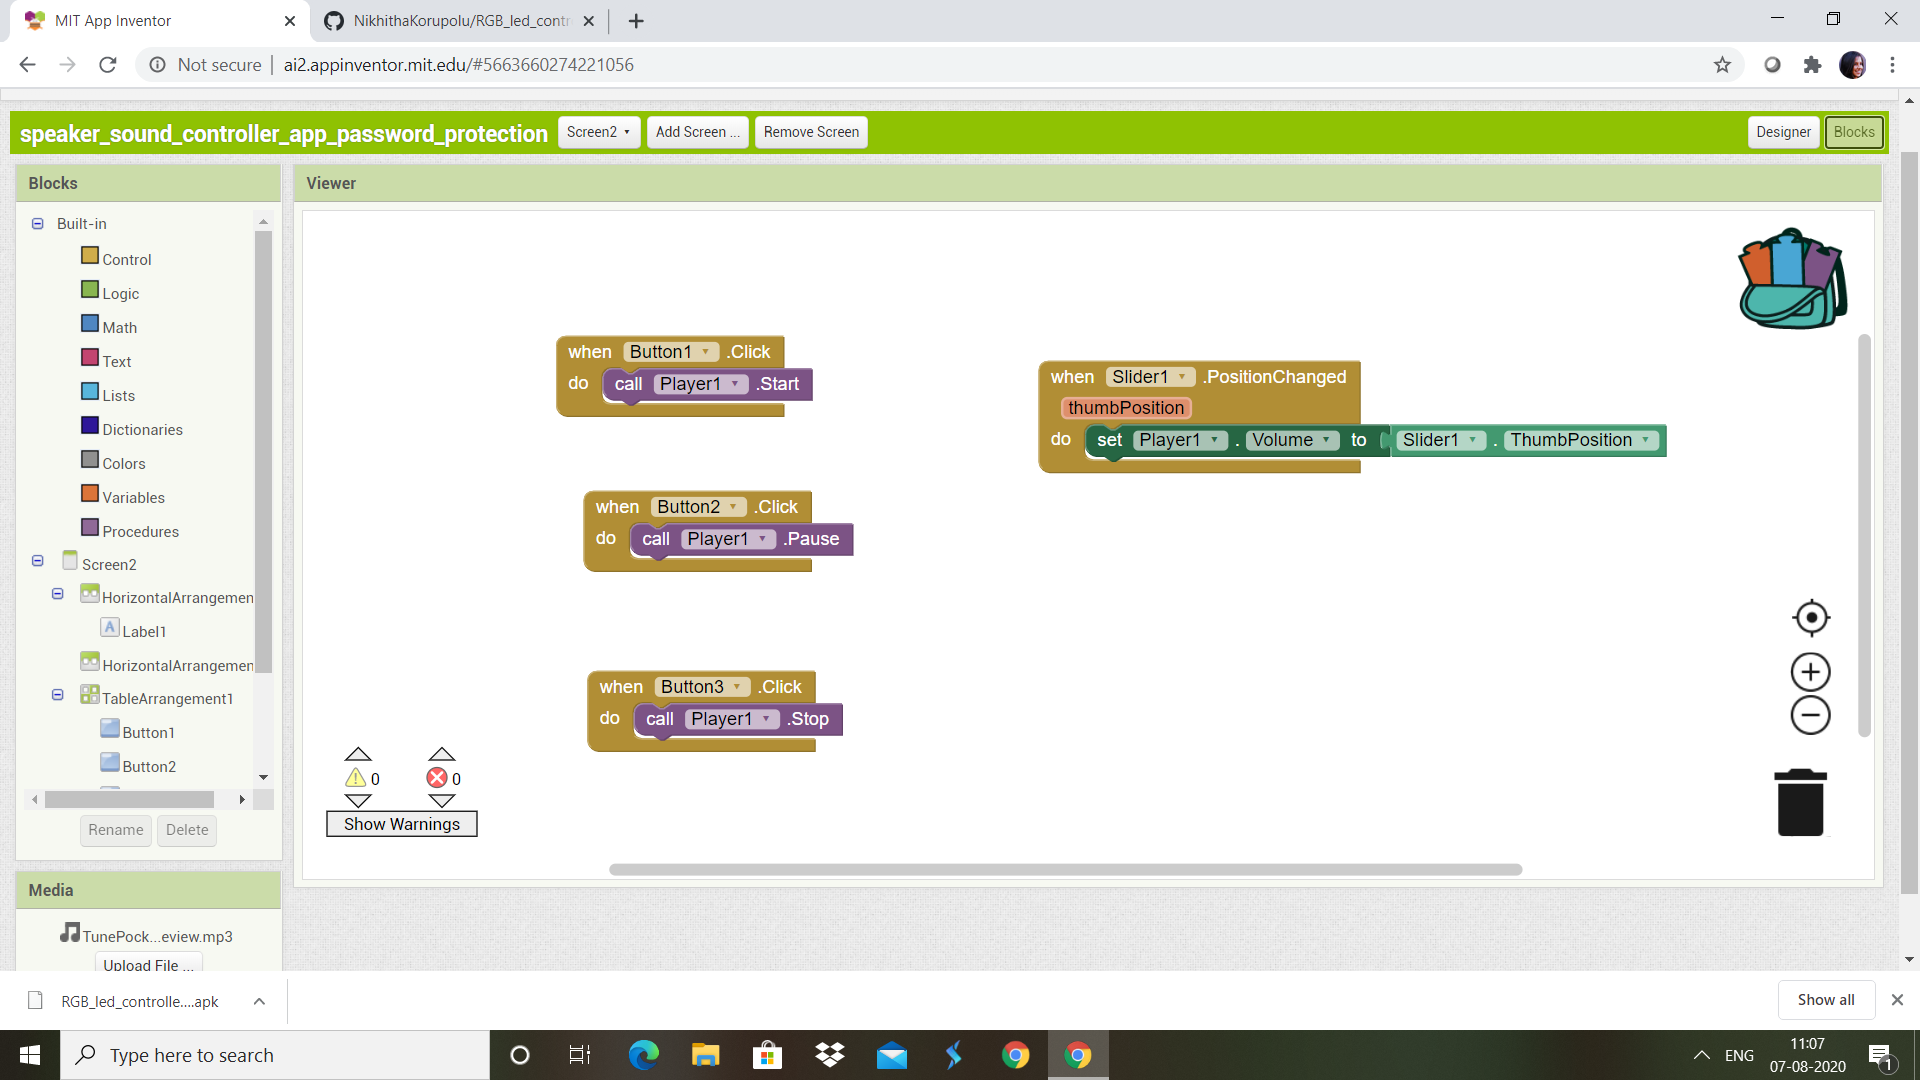 MIT App Inventor
NikhithaKorupolu/RGB_led_contr
Not secure
ai2.appinventor.mit.edu/#5663660274221056
speaker_sound_controller_app_password_protection
Screen2
Add Screen ...
Remove Screen
Designer
Blocks
Blocks
Viewer
Built-in
Control
Logic
Math
Text
Lists
Dictionaries
Colors
Variables
Procedures
Screen2
HorizontalArrangemen
Label1
HorizontalArrangemen
TableArrangement1
Button1
Button2
Rename
Delete
Media
TunePock...eview.mp3
Upload File ...
when Button1 .Click
do call Player1 .Start
when Button2 .Click
do call Player1 .Pause
when Button3 .Click
do call Player1 .Stop
when Slider1 .PositionChanged
thumbPosition
do set Player1 . Volume to Slider1 . ThumbPosition
0
0
Show Warnings
RGB_led_controlle....apk
Show all
Type here to search
ENG
11:07
07-08-2020
1